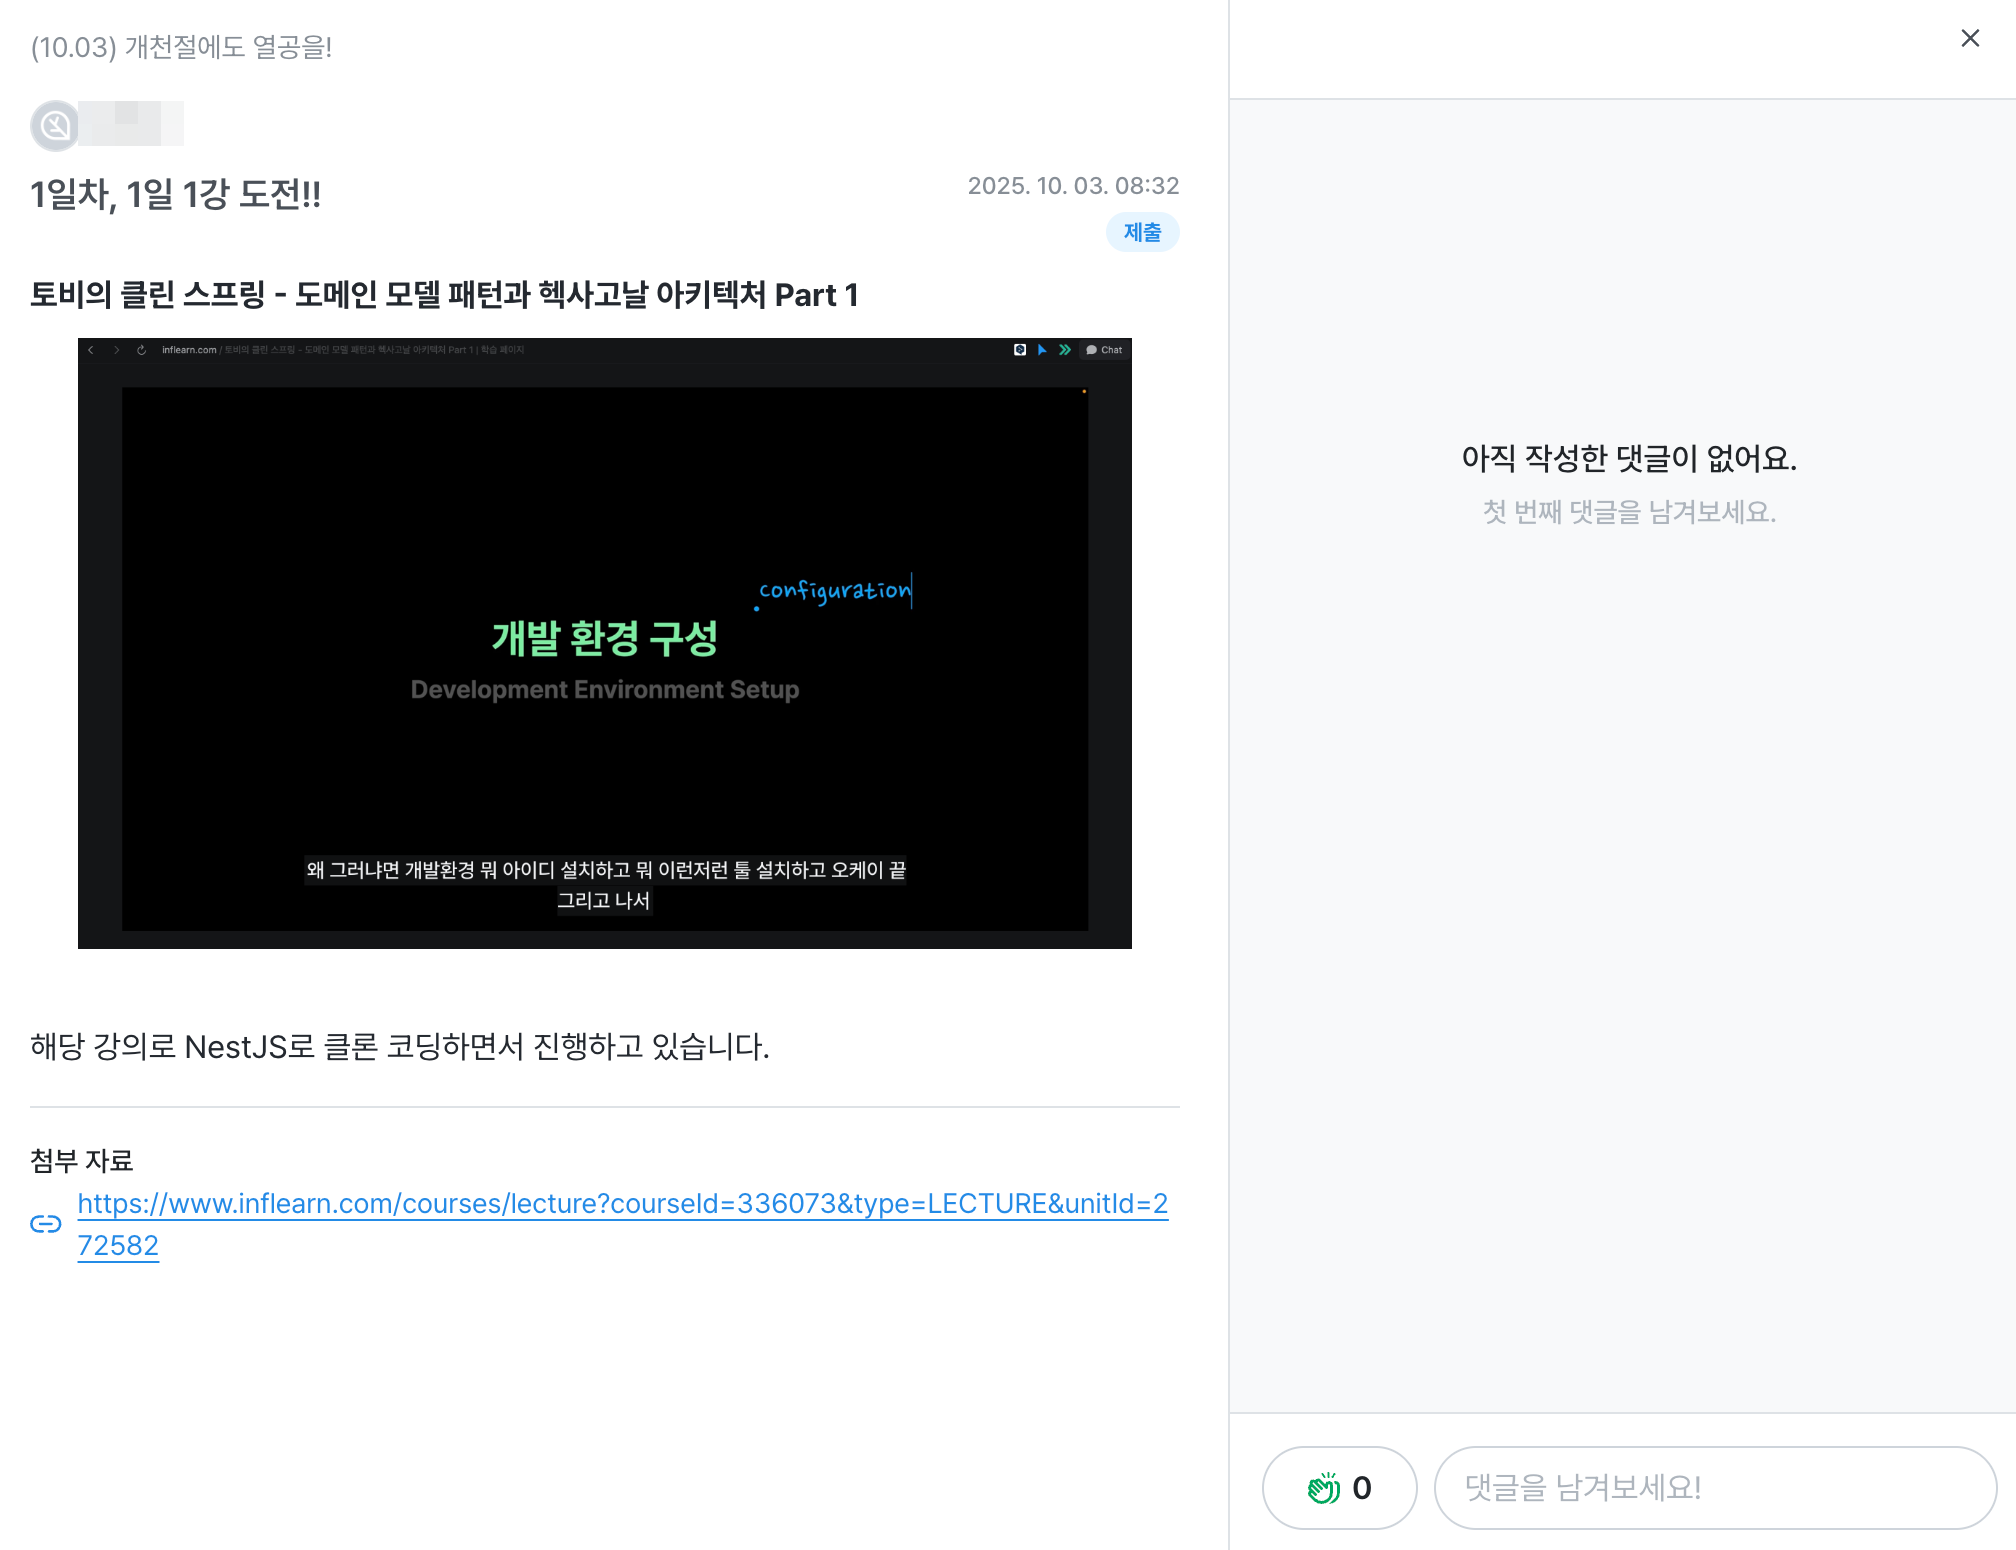 (10.03) 개천절에도 열공을!
1일차, 1일 1강 도전!!
2025. 10. 03. 08:32
제출
토비의 클린 스프링 - 도메인 모델 패턴과 헥사고날 아키텍처 Part 1
inflearn.com / 토비의 클린 스프링 - 도메인 모델 패턴과 헥사고날 아키텍처 Part 1 | 학습 페이지
Chat
configuration
개발 환경 구성
Development Environment Setup
왜 그러냐면 개발환경 뭐 아이디 설치하고 뭐 이런저런 툴 설치하고 오케이 끝
그리고 나서
해당 강의로 NestJS로 클론 코딩하면서 진행하고 있습니다.
첨부 자료
https://www.inflearn.com/courses/lecture?courseId=336073&type=LECTURE&unitId=2
72582
아직 작성한 댓글이 없어요.
첫 번째 댓글을 남겨보세요.
0
댓글을 남겨보세요!